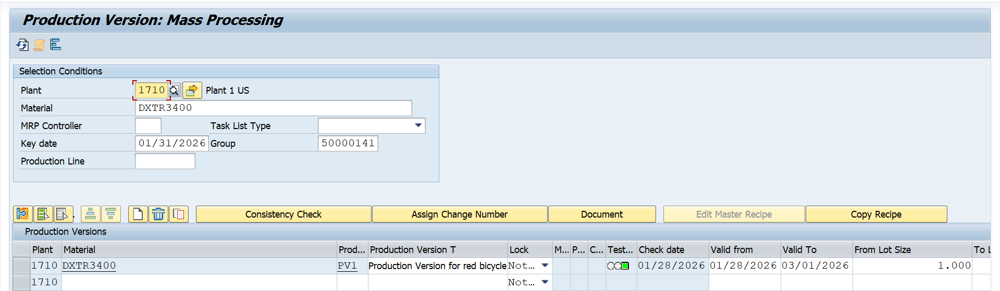 Production Version: Mass Processing
Selection Conditions
Plant 1710 Plant 1 US
Material DXTR3400
MRP Controller Task List Type
Key date 01/31/2026 Group 50000141
Production Line
Consistency Check Assign Change Number Document Edit Master Recipe Copy Recipe
Production Versions
Plant Material Prod... Production Version T Lock M... P... C... Test... Check date Valid from Valid To From Lot Size To L
1710 DXTR3400 PV1 Production Version for red bicycle Not... 01/28/2026 01/28/2026 03/01/2026 1.000
1710 Not...